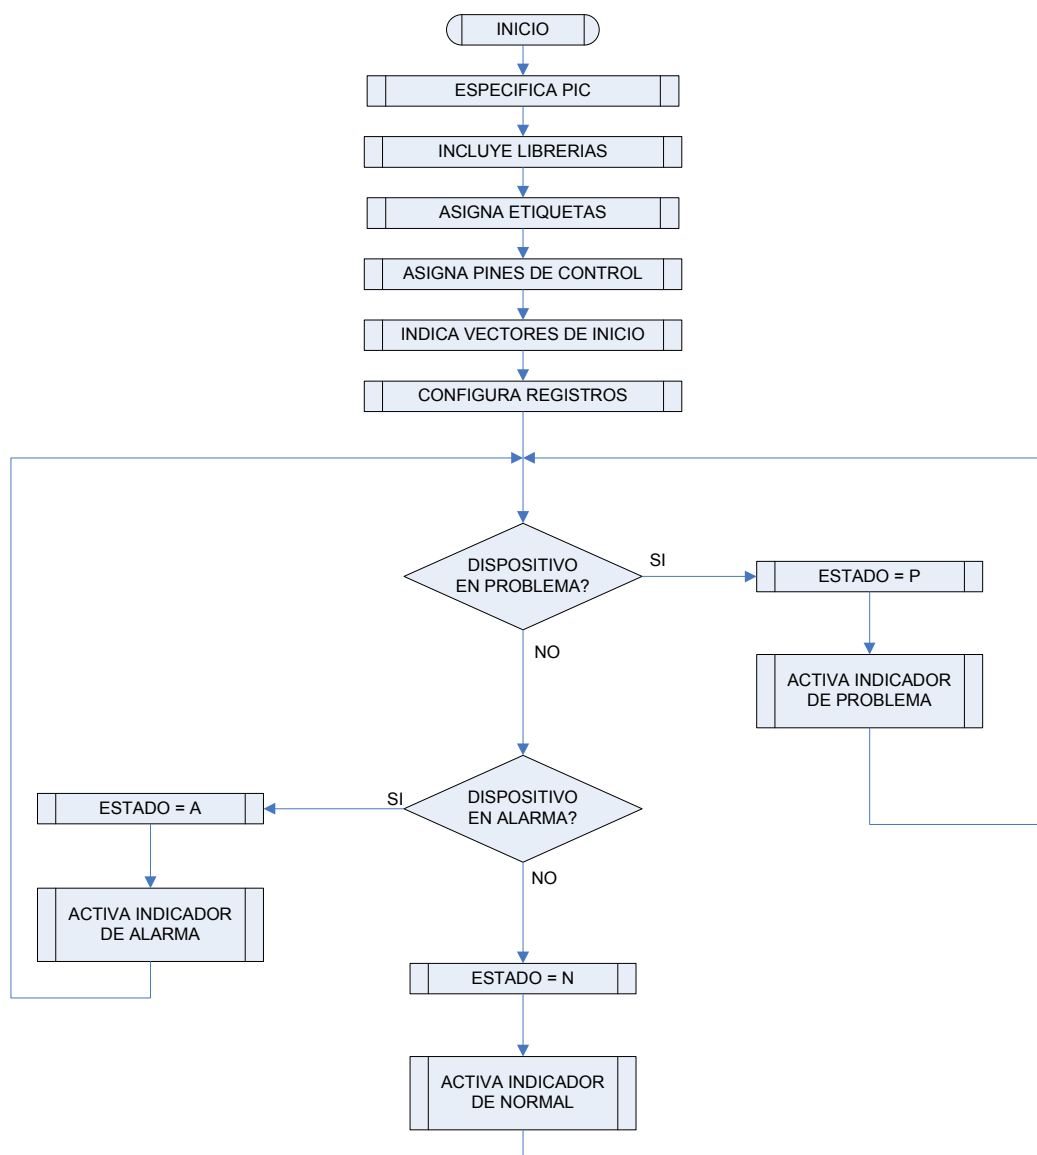 INICIO
ESPECIFICA PIC
INCLUYE LIBRERIAS
ASIGNA ETIQUETAS
ASIGNA PINES DE CONTROL
INDICA VECTORES DE INICIO
CONFIGURA REGISTROS
DISPOSITIVO
EN PROBLEMA?
SI
ESTADO = P
NO
ACTIVA INDICADOR
DE PROBLEMA
DISPOSITIVO
EN ALARMA?
SI
ESTADO = A
NO
ACTIVA INDICADOR
DE ALARMA
ESTADO = N
ACTIVA INDICADOR
DE NORMAL